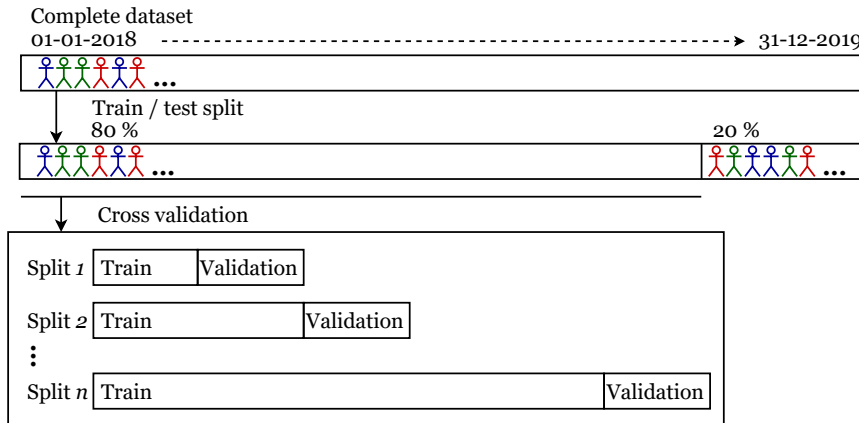 Complete dataset
01-01-2018 31-12-2019
...
Train / test split
80 % 20 %
... ...
Cross validation
Split 1 Train Validation
Split 2 Train Validation
⋮
Split n Train Validation